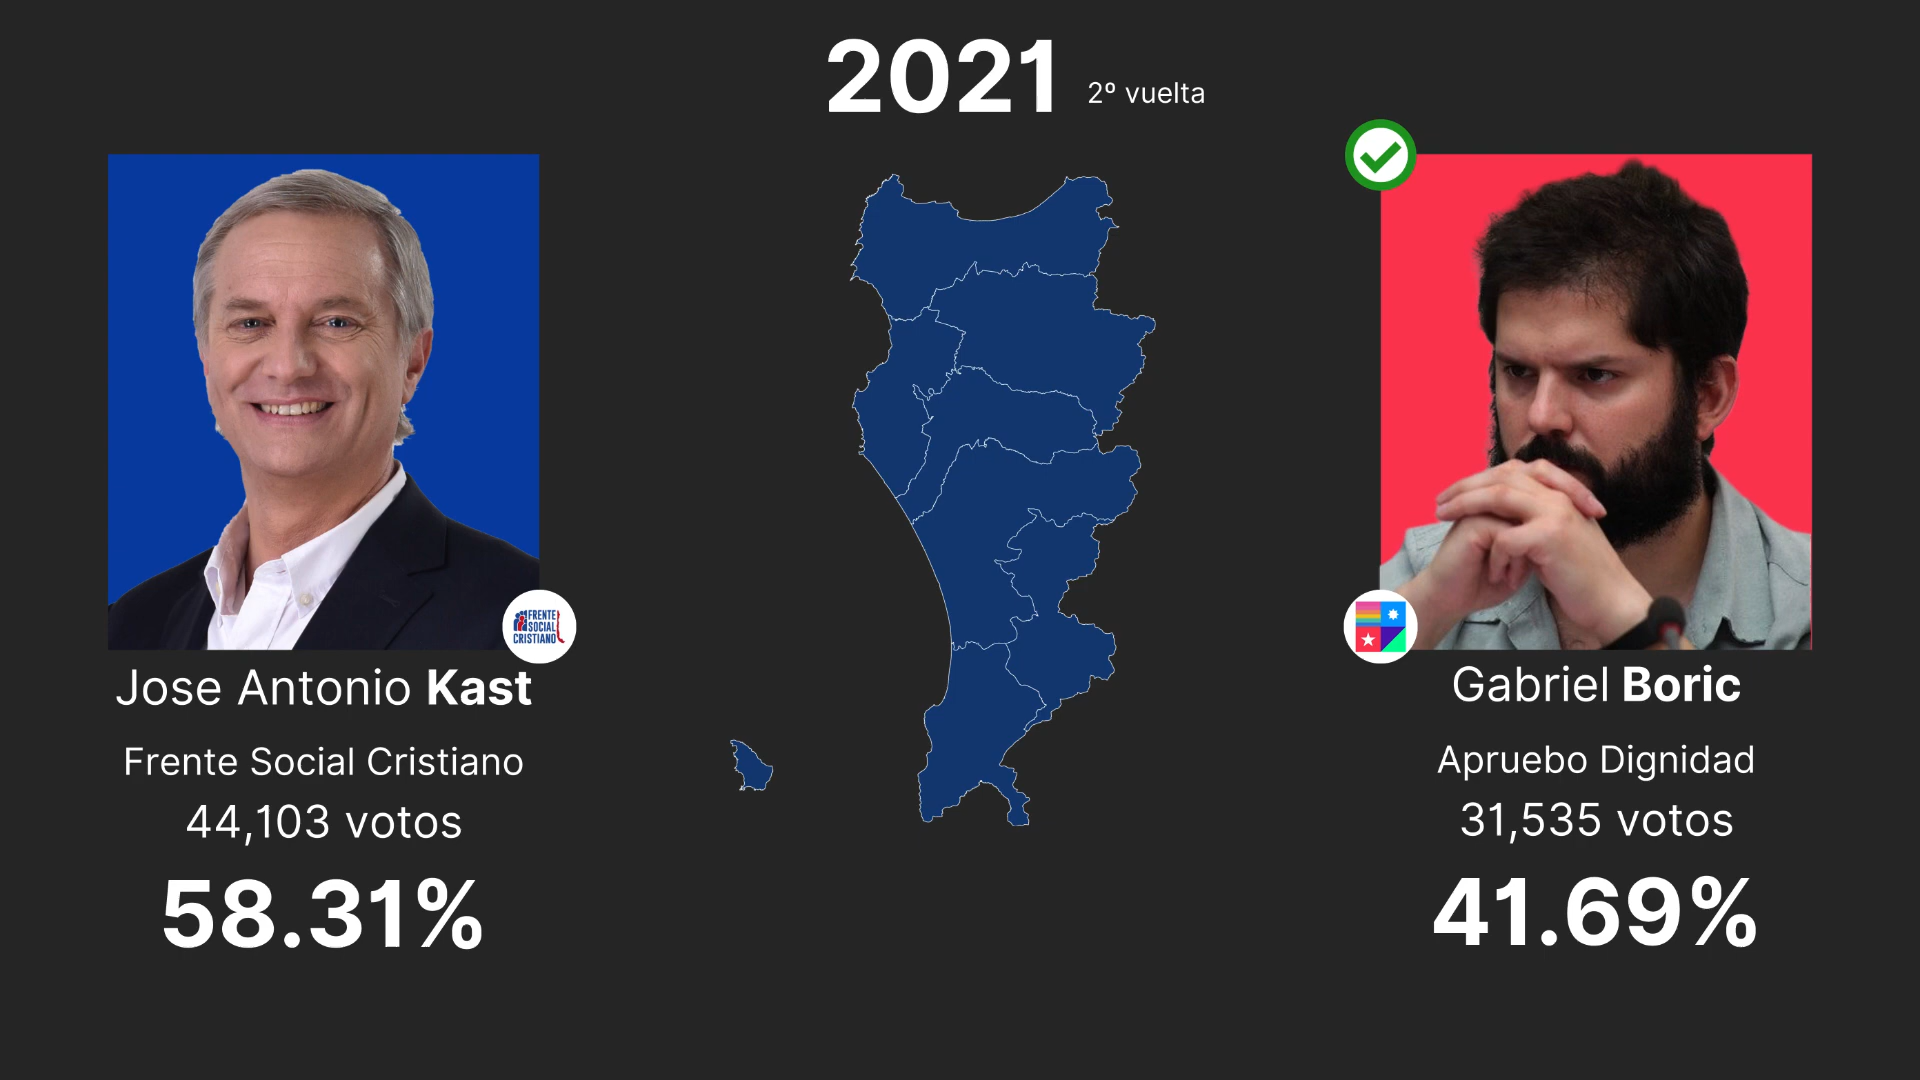 2021 2º vuelta
FRENTE
SOCIAL
CRISTIANO
Jose Antonio Kast
Frente Social Cristiano
44,103 votos
58.31%
Gabriel Boric
Apruebo Dignidad
31,535 votos
41.69%